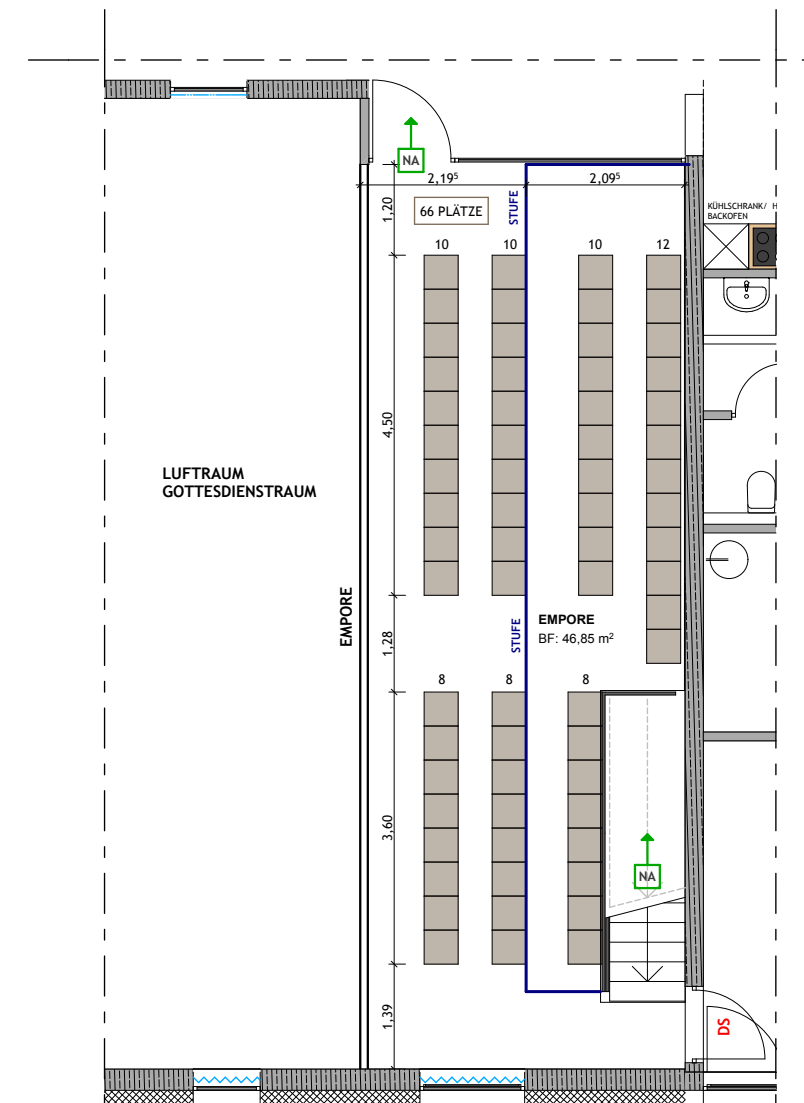 NA
2,19⁵
2,09⁵
1,20
66 PLÄTZE
STUFE
KÜHLSCHRANK/ H
BACKOFEN
10
10
10
12
4,50
LUFTRAUM
GOTTESDIENSTRAUM
EMPORE
STUFE
EMPORE
BF: 46,85 m²
1,28
8
8
8
3,60
NA
1,39
DS